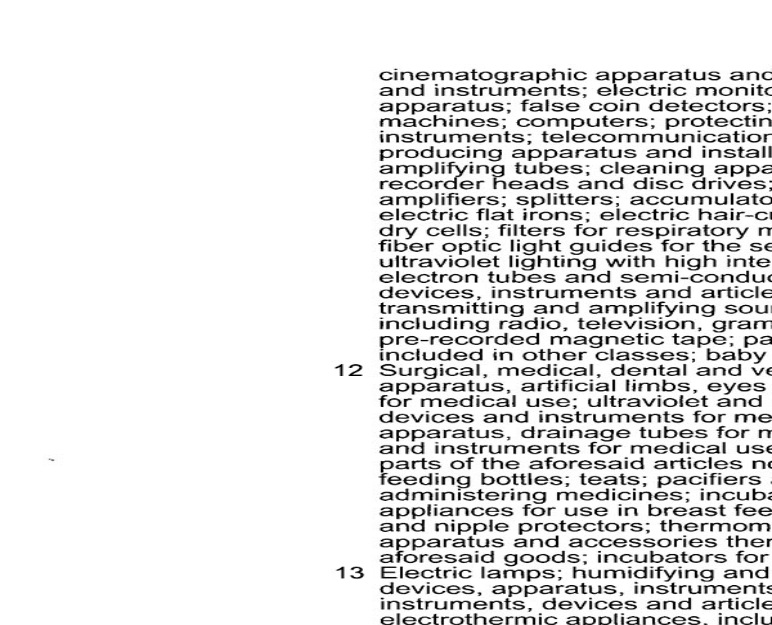 cinematographic apparatus and
and instruments; electric monito
apparatus; false coin detectors;
machines; computers; protectin
instruments; telecommunication
producing apparatus and install
amplifying tubes; cleaning appa
recorder heads and disc drives;
amplifiers; splitters; accumulato
electric flat irons; electric hair-cu
dry cells; filters for respiratory m
fiber optic light guides for the se
ultraviolet lighting with high inte
electron tubes and semi-conduc
devices, instruments and article
transmitting and amplifying sou
including radio, television, gram
pre-recorded magnetic tape; pa
included in other classes; baby
12 Surgical, medical, dental and ve
apparatus, artificial limbs, eyes
for medical use; ultraviolet and
devices and instruments for me
apparatus, drainage tubes for m
and instruments for medical use
parts of the aforesaid articles no
feeding bottles; teats; pacifiers
administering medicines; incuba
appliances for use in breast fee
and nipple protectors; thermom
apparatus and accessories ther
aforesaid goods; incubators for
13 Electric lamps; humidifying and
devices, apparatus, instruments
instruments, devices and article
electrothermic appliances, inclu